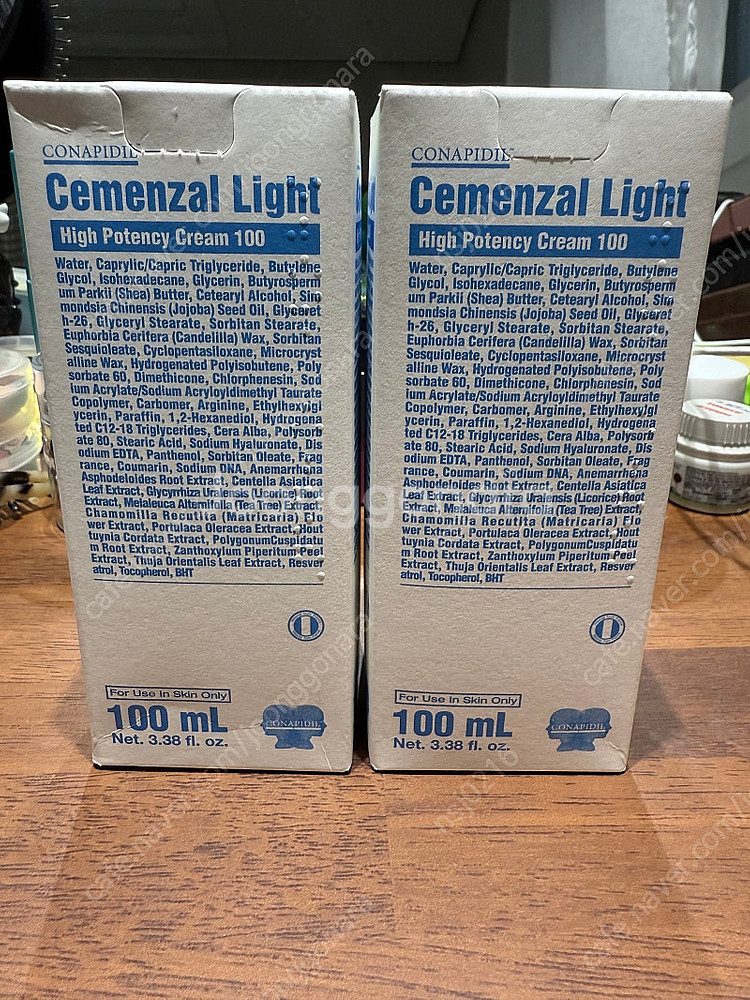 CONAPIDIL
Cemenzal Light
High Potency Cream 100
Water, Caprylic/Capric Triglyceride, Butylene
Glycol, Isohexadecane, Glycerin, Butyrosperm
um Parkii (Shea) Butter, Cetearyl Alcohol, Sim
mondsia Chinensis (Jojoba) Seed Oil, Glyceret
h-26, Glyceryl Stearate, Sorbitan Stearate,
Euphorbia Cerifera (Candelilla) Wax, Sorbitan
Sesquioleate, Cyclopentasiloxane, Microcryst
alline Wax, Hydrogenated Polyisobutene, Poly
sorbate 60, Dimethicone, Chlorphenesin, Sod
ium Acrylate/Sodium Acryloyldimethyl Taurate
Copolymer, Carbomer, Arginine, Ethylhexylgl
ycerin, Paraffin, 1,2-Hexanediol, Hydrogena
ted C12-18 Triglycerides, Cera Alba, Polysorb
ate 80, Stearic Acid, Sodium Hyaluronate, Dis
odium EDTA, Panthenol, Sorbitan Oleate, Frag
rance, Coumarin, Sodium DNA, Anemarrhena
Asphodeloides Root Extract, Centella Asiatica
Leaf Extract, Glycyrrhiza Uralensis (Licorice) Root
Extract, Melaleuca Alternifolia (Tea Tree) Extract,
Chamomilla Recutita (Matricaria) Flo
wer Extract, Portulaca Oleracea Extract, Hout
tuynia Cordata Extract, PolygonumCuspidatu
m Root Extract, Zanthoxylum Piperitum Peel
Extract, Thuja Orientalis Leaf Extract, Resver
atrol, Tocopherol, BHT
For Use In Skin Only
100 mL
Net. 3.38 fl. oz.
CONAPIDIL
CONAPIDIL
Cemenzal Light
High Potency Cream 100
Water, Caprylic/Capric Triglyceride, Butylene
Glycol, Isohexadecane, Glycerin, Butyrosperm
um Parkii (Shea) Butter, Cetearyl Alcohol, Sim
mondsia Chinensis (Jojoba) Seed Oil, Glyceret
h-26, Glyceryl Stearate, Sorbitan Stearate,
Euphorbia Cerifera (Candelilla) Wax, Sorbitan
Sesquioleate, Cyclopentasiloxane, Microcryst
alline Wax, Hydrogenated Polyisobutene, Poly
sorbate 60, Dimethicone, Chlorphenesin, Sod
ium Acrylate/Sodium Acryloyldimethyl Taurate
Copolymer, Carbomer, Arginine, Ethylhexylgl
ycerin, Paraffin, 1,2-Hexanediol, Hydrogena
ted C12-18 Triglycerides, Cera Alba, Polysorb
ate 80, Stearic Acid, Sodium Hyaluronate, Dis
odium EDTA, Panthenol, Sorbitan Oleate, Frag
rance, Coumarin, Sodium DNA, Anemarrhena
Asphodeloides Root Extract, Centella Asiatica
Leaf Extract, Glycyrrhiza Uralensis (Licorice) Root
Extract, Melaleuca Alternifolia (Tea Tree) Extract,
Chamomilla Recutita (Matricaria) Flo
wer Extract, Portulaca Oleracea Extract, Hout
tuynia Cordata Extract, PolygonumCuspidatu
m Root Extract, Zanthoxylum Piperitum Peel
Extract, Thuja Orientalis Leaf Extract, Resver
atrol, Tocopherol, BHT
For Use In Skin Only
100 mL
Net. 3.38 fl. oz.
CONAPIDIL
cafe.naver.com/joonggonara